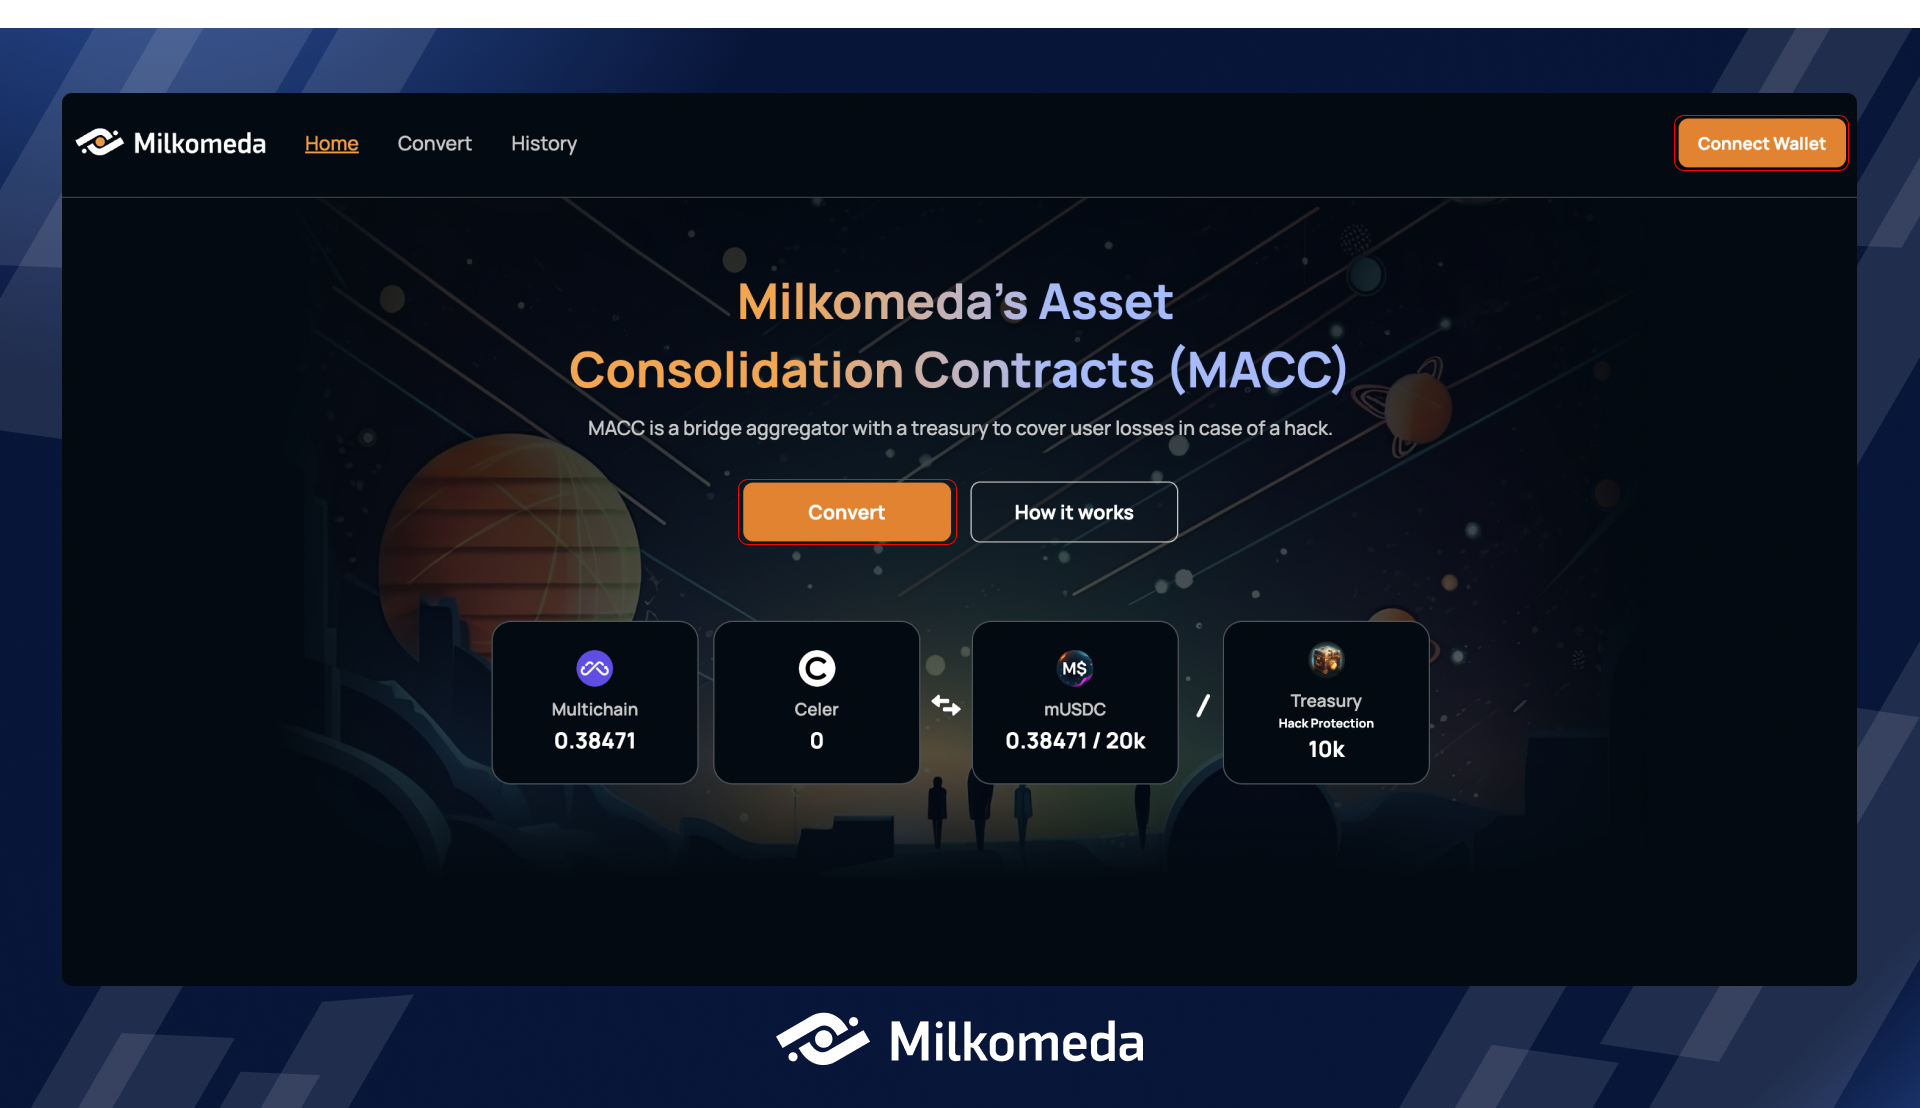 Milkomeda
Home
Convert
History
Connect Wallet
Milkomeda's Asset
Consolidation Contracts (MACC)
MACC is a bridge aggregator with a treasury to cover user losses in case of a hack.
Convert
How it works
Multichain
0.38471
Celer
0
M$
mUSDC
0.38471 / 20k
/
Treasury
Hack Protection
10k
Milkomeda